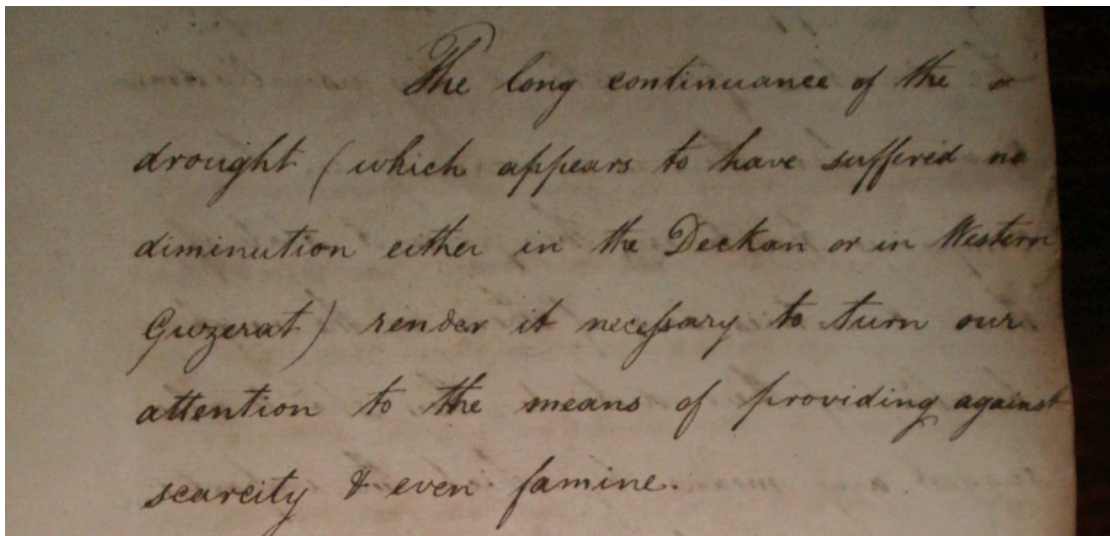 The long continuance of the
drought (which appears to have suffered no
diminution either in the Deckan or in Western
Guzerat) render it necessary to turn our
attention to the means of providing against
scarcity & even famine.